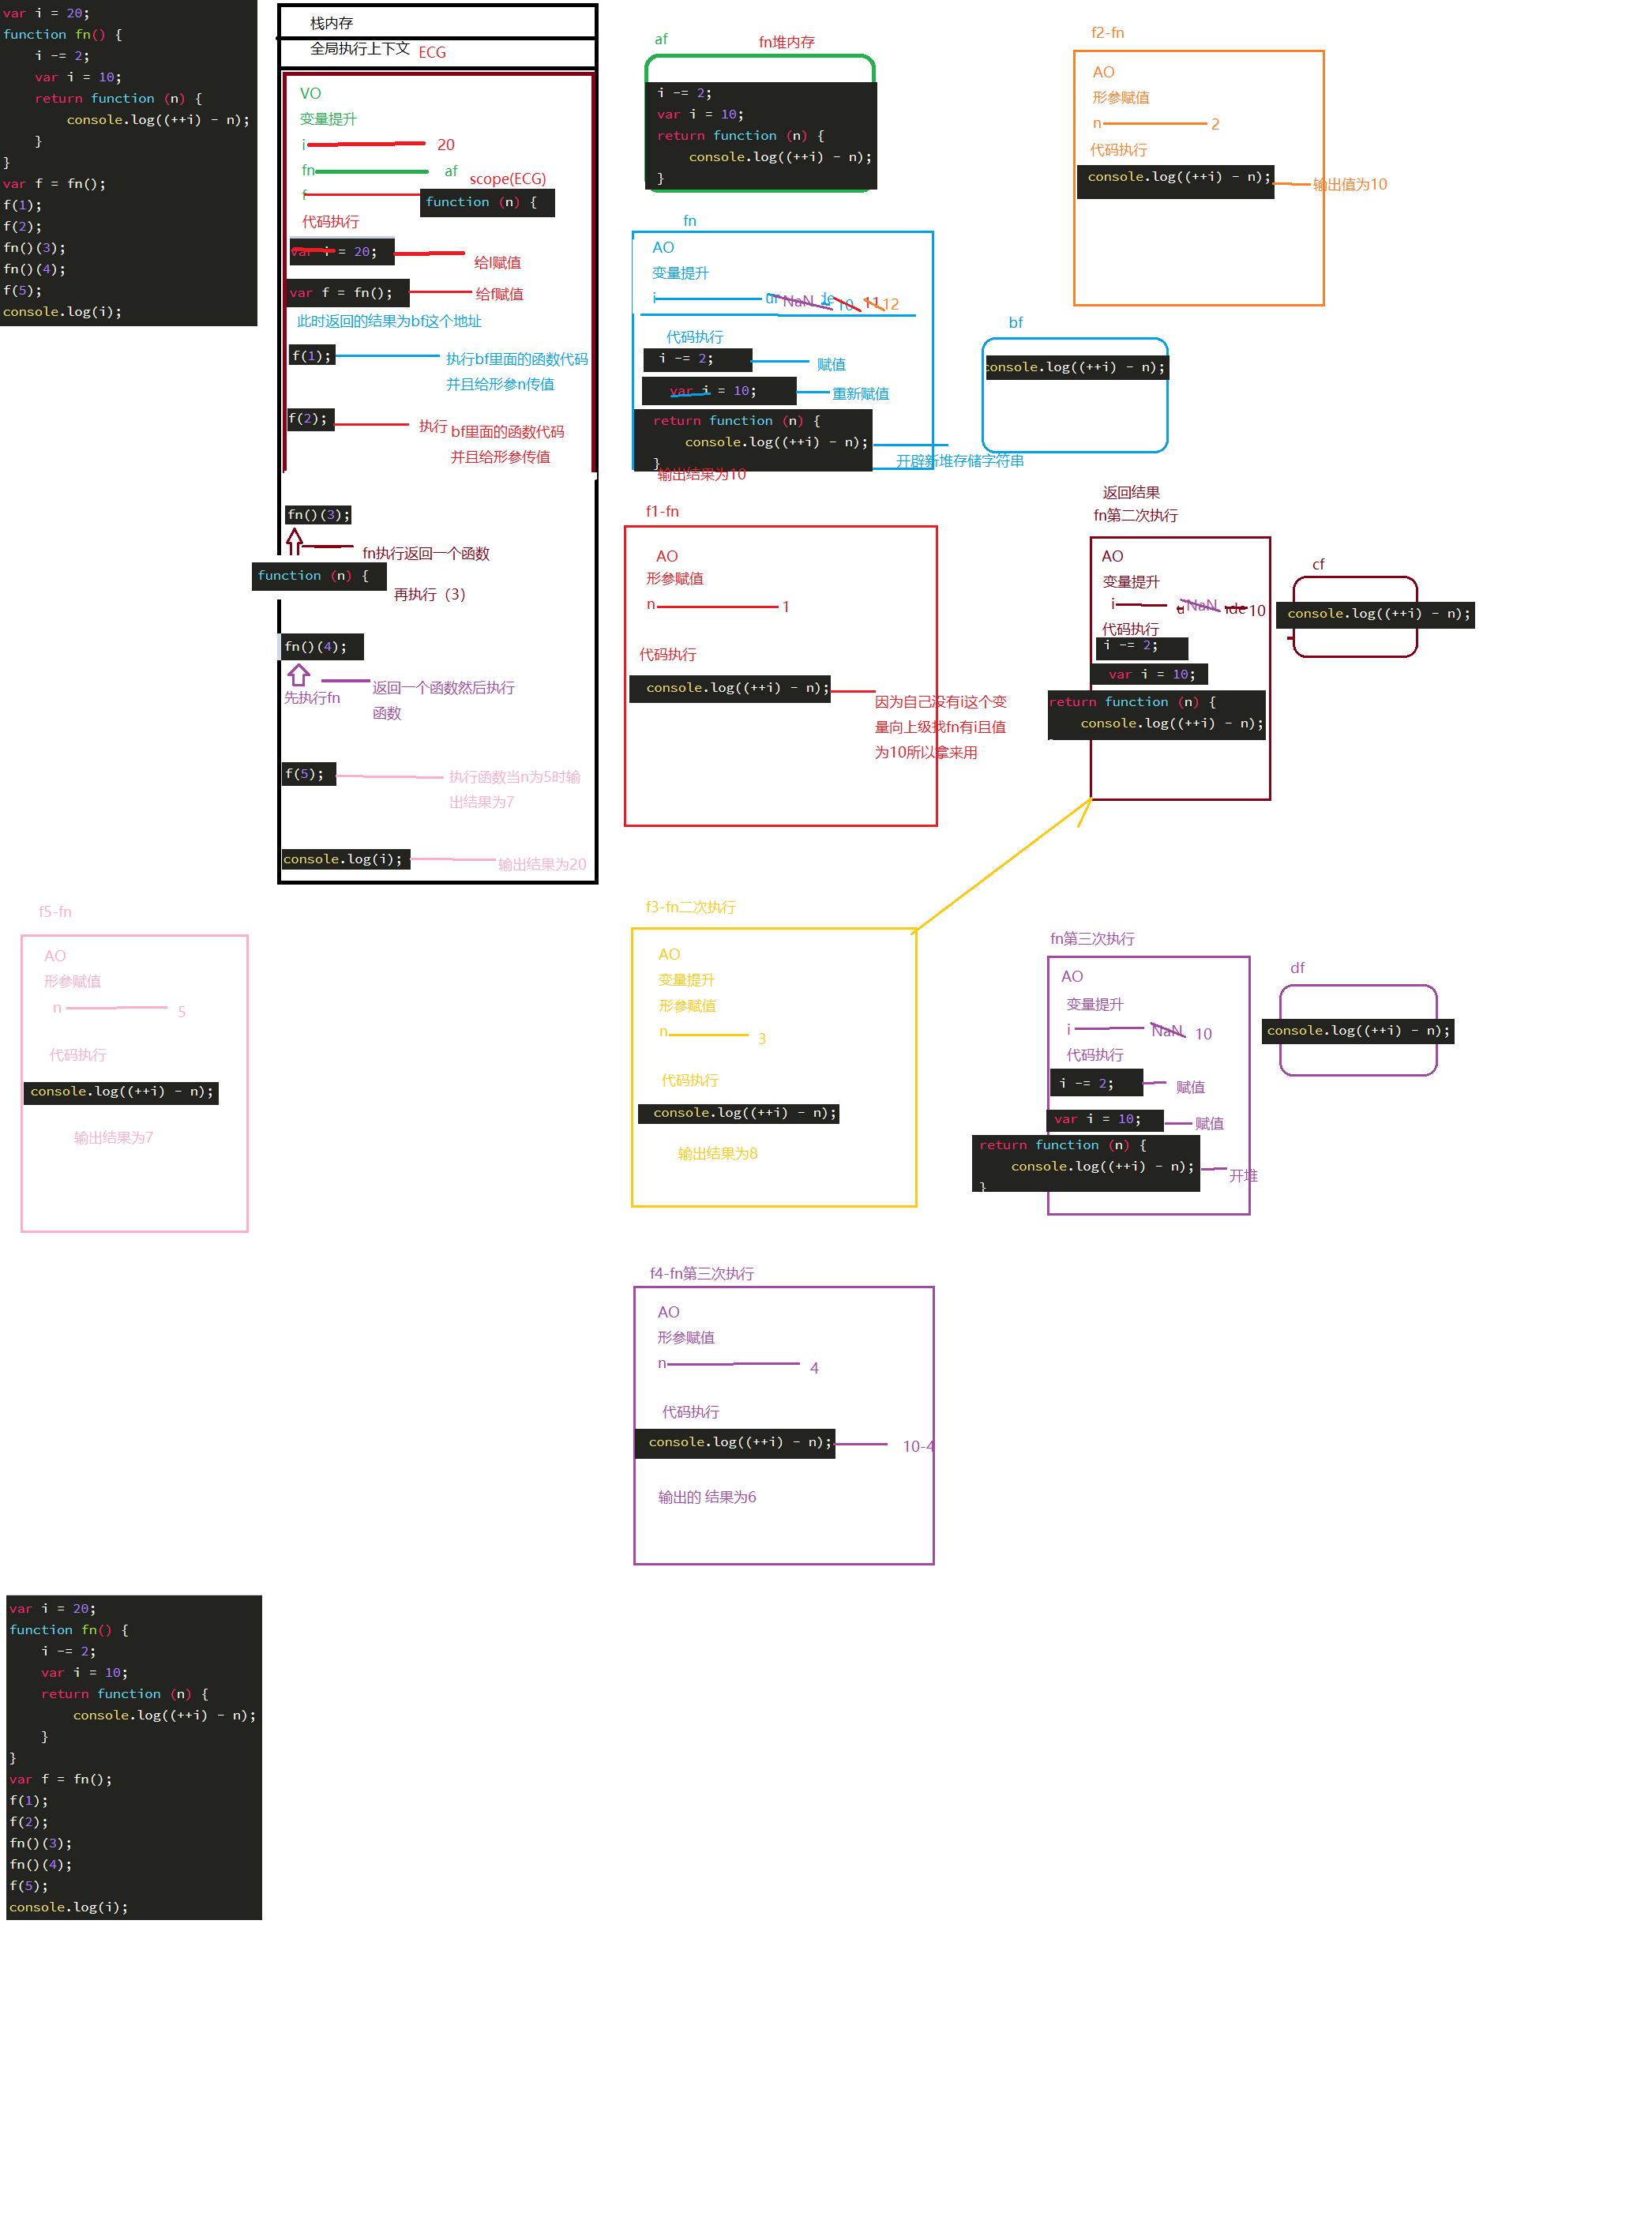 var i = 20;
function fn() {
    i -= 2;
    var i = 10;
    return function (n) {
        console.log((++i) - n);
    }
}
var f = fn();
f(1);
f(2);
fn()(3);
fn()(4);
f(5);
console.log(i);
栈内存
全局执行上下文 ECG
VO
变量提升
i 20
fn af
scope(ECG)
f function (n) {
代码执行
var i = 20; 给I赋值
var f = fn(); 给f赋值
此时返回的结果为bf这个地址
f(1); 执行bf里面的函数代码
并且给形参n传值
f(2); 执行 bf里面的函数代码
并且给形参传值
fn()(3);
fn执行返回一个函数
function (n) {
再执行（3）
fn()(4);
先执行fn
返回一个函数然后执行
函数
f(5); 执行函数当n为5时输
出结果为7
console.log(i); 输出结果为20
af
fn堆内存
i -= 2;
var i = 10;
return function (n) {
    console.log((++i) - n);
}
fn
AO
变量提升
i NaN 10 11 12
代码执行
i -= 2; 赋值
var i = 10; 重新赋值
return function (n) {
    console.log((++i) - n);
}
开辟新堆存储字符串
输出结果为10
bf
console.log((++i) - n);
f2-fn
AO
形参赋值
n 2
代码执行
console.log((++i) - n); 输出值为10
f1-fn
AO
形参赋值
n 1
代码执行
console.log((++i) - n);
因为自己没有i这个变
量向上级找fn有i且值
为10所以拿来用
返回结果
fn第二次执行
AO
变量提升
i NaN 10
代码执行
i -= 2;
var i = 10;
return function (n) {
    console.log((++i) - n);
cf
console.log((++i) - n);
f5-fn
AO
形参赋值
n 5
代码执行
console.log((++i) - n);
输出结果为7
f3-fn二次执行
AO
变量提升
形参赋值
n 3
代码执行
console.log((++i) - n);
输出结果为8
fn第三次执行
AO
变量提升
i NaN 10
代码执行
i -= 2; 赋值
var i = 10; 赋值
return function (n) {
    console.log((++i) - n);
}
开堆
df
console.log((++i) - n);
f4-fn第三次执行
AO
形参赋值
n 4
代码执行
console.log((++i) - n); 10-4
输出的 结果为6
var i = 20;
function fn() {
    i -= 2;
    var i = 10;
    return function (n) {
        console.log((++i) - n);
    }
}
var f = fn();
f(1);
f(2);
fn()(3);
fn()(4);
f(5);
console.log(i);